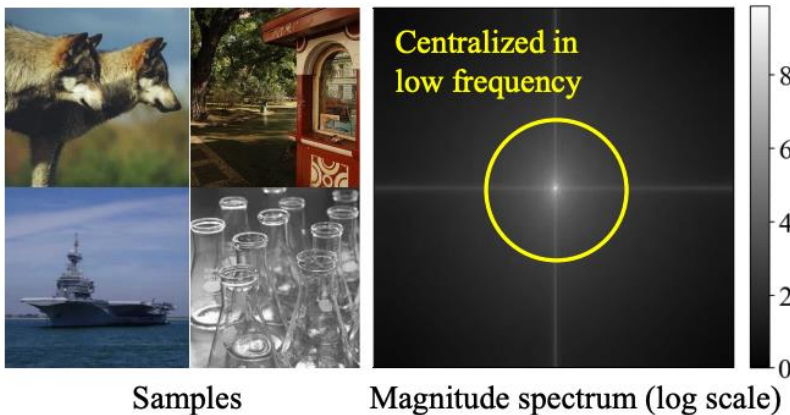 Centralized in
low frequency
8
6
4
2
0
Samples
Magnitude spectrum (log scale)